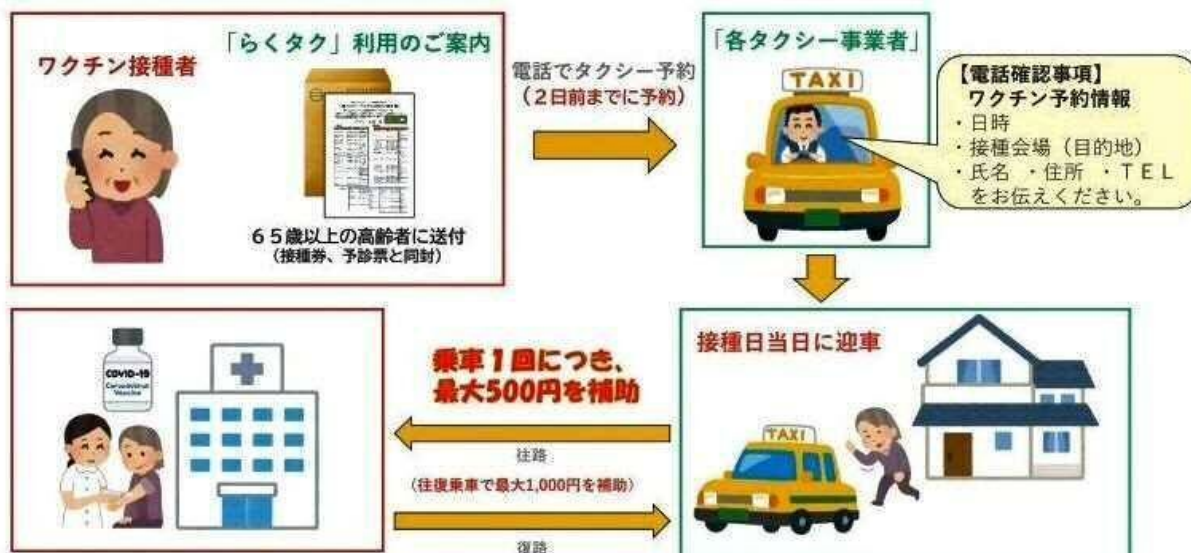 「らくタク」利用のご案内
ワクチン接種者
65歳以上の高齢者に送付
（接種券、予診票と同封）
電話でタクシー予約
（２日前までに予約）
「各タクシー事業者」
TAXI
【電話確認事項】
ワクチン予約情報
・日時
・接種会場（目的地）
・氏名 ・住所 ・ＴＥＬ
をお伝えください。
接種日当日に迎車
TAXI
乗車１回につき、
最大500円を補助
往路
（往復乗車で最大1,000円を補助）
復路
COVID-19
Coronavirus
Vaccine